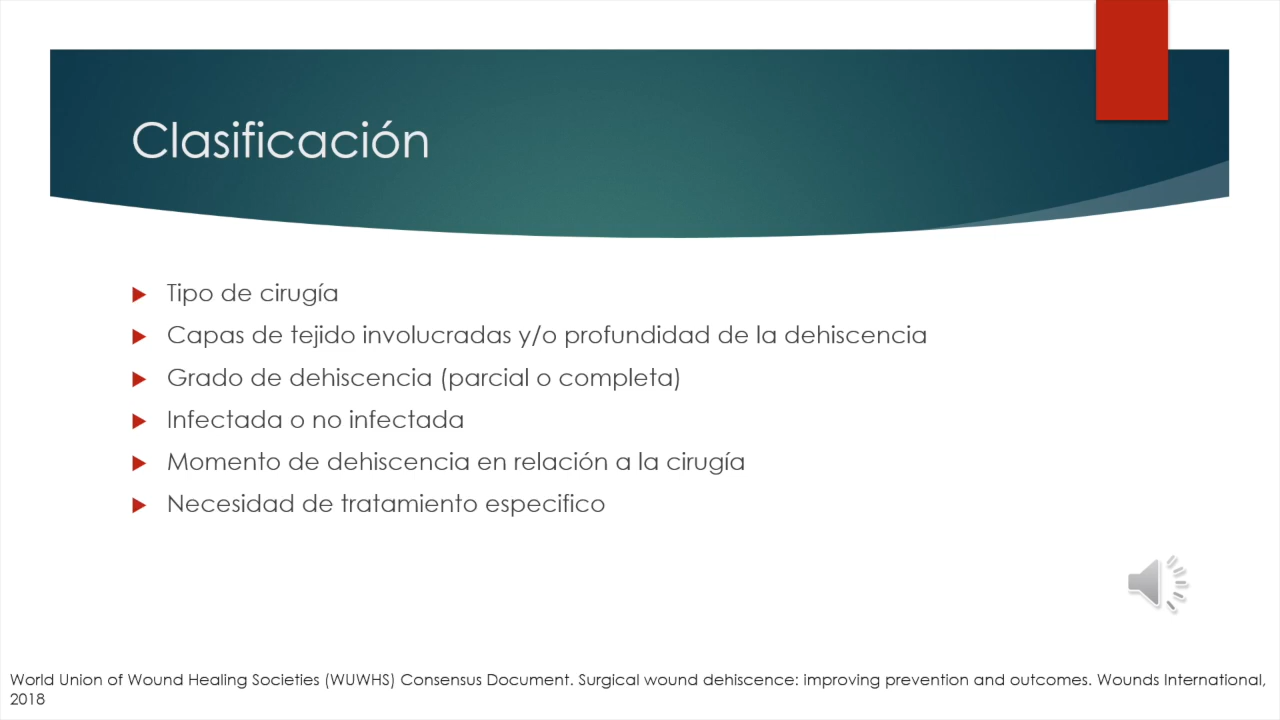 Clasificación
Tipo de cirugía
Capas de tejido involucradas y/o profundidad de la dehiscencia
Grado de dehiscencia (parcial o completa)
Infectada o no infectada
Momento de dehiscencia en relación a la cirugía
Necesidad de tratamiento especifico
World Union of Wound Healing Societies (WUWHS) Consensus Document. Surgical wound dehiscence: improving prevention and outcomes. Wounds International,
2018